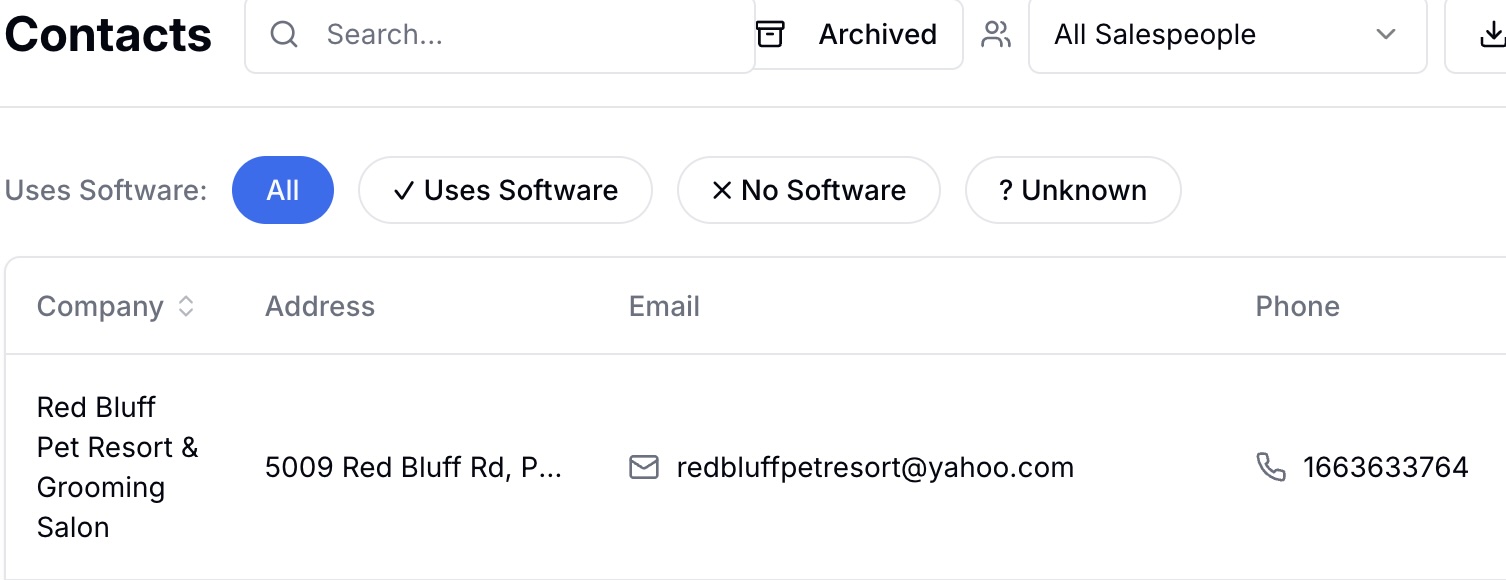 Contacts
Search...
Archived
All Salespeople
Uses Software:
All
✓ Uses Software
✕ No Software
? Unknown
Company
Address
Email
Phone
Red Bluff
Pet Resort &
Grooming
Salon
5009 Red Bluff Rd, P...
redbluffpetresort@yahoo.com
1663633764